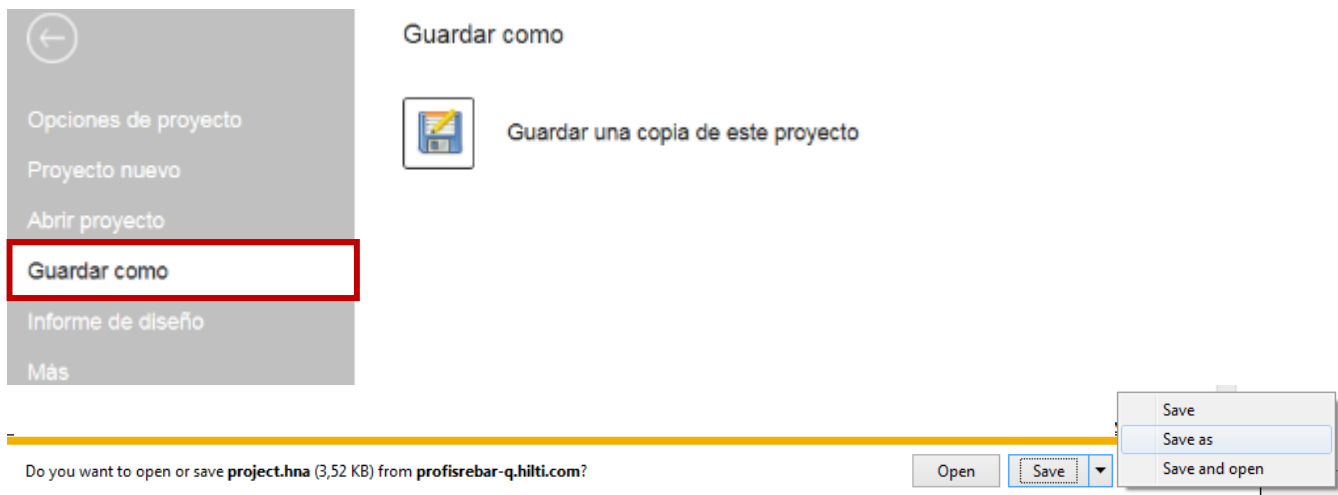 Guardar como
Guardar una copia de este proyecto
Opciones de proyecto
Proyecto nuevo
Abrir proyecto
Guardar como
Informe de diseño
Más
Save
Save as
Save and open
Do you want to open or save project.hna (3,52 KB) from profisrebar-q.hilti.com?
Open
Save